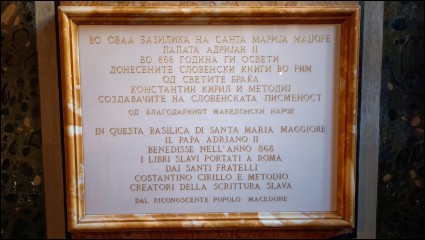 ВО ОВАА БАЗИЛИКА НА САНТА МАРИЈА МАЏОРЕ
ПАПАТА АДРИЈАН II
ВО 868 ГОДИНА ГИ ОСВЕТИ
ДОНЕСЕНИТЕ СЛОВЕНСКИ КНИГИ ВО РИМ
ОД СВЕТИТЕ БРАЌА
КОНСТАНТИН КИРИЛ И МЕТОДИЈ
СОЗДАВАЧИТЕ НА СЛОВЕНСКАТА ПИСМЕНОСТ
ОД БЛАГОДАРНИОТ МАКЕДОНСКИ НАРОД
IN QUESTA BASILICA DI SANTA MARIA MAGGIORE
IL PAPA ADRIANO II
BENEDISSE NELL'ANNO 868
I LIBRI SLAVI PORTATI A ROMA
DAI SANTI FRATELLI
COSTANTINO CIRILLO E METODIO
CREATORI DELLA SCRITTURA SLAVA
DAL RICONOSCENTE POPOLO MACEDONE